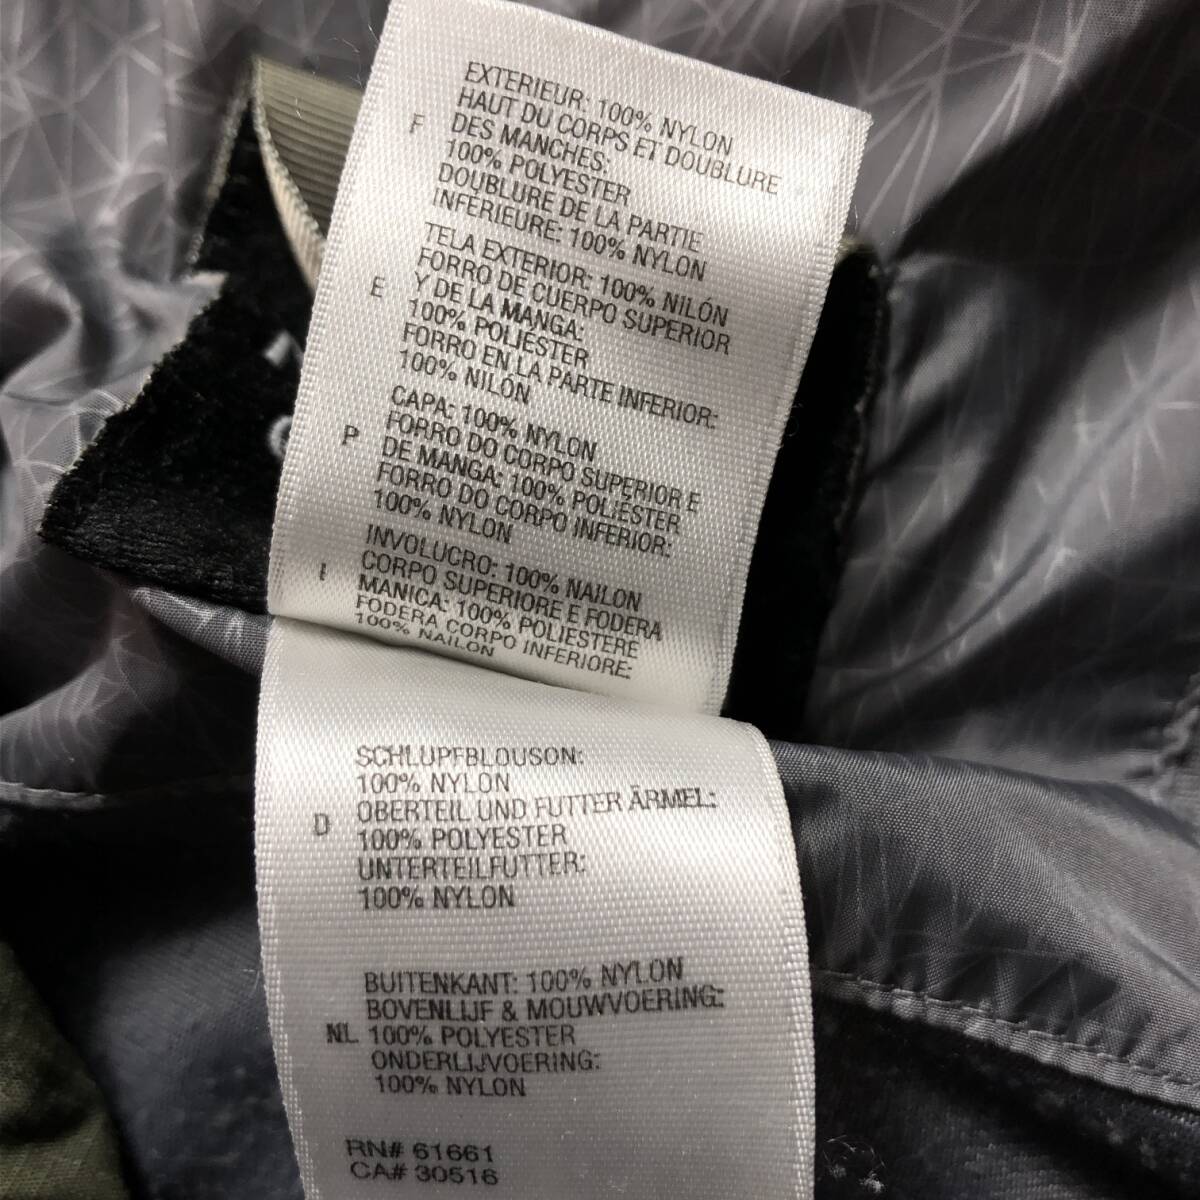 F
EXTERIEUR: 100% NYLON
HAUT DU CORPS ET DOUBLURE
DES MANCHES:
100% POLYESTER
DOUBLURE DE LA PARTIE
INFERIEURE: 100% NYLON
E
TELA EXTERIOR: 100% NILÓN
FORRO DE CUERPO SUPERIOR
Y DE LA MANGA:
100% POLIÉSTER
FORRO EN LA PARTE INFERIOR:
100% NILÓN
P
CAPA: 100% NYLON
FORRO DO CORPO SUPERIOR E
DE MANGA: 100% POLIÉSTER
FORRO DO CORPO INFERIOR:
100% NYLON
I
INVOLUCRO: 100% NAILON
CORPO SUPERIORE E FODERA
MANICA: 100% POLIESTERE
FODERA CORPO INFERIORE:
100% NAILON
D
SCHLUPFBLOUSON:
100% NYLON
OBERTEIL UND FUTTER ÄRMEL:
100% POLYESTER
UNTERTEILFUTTER:
100% NYLON
NL
BUITENKANT: 100% NYLON
BOVENLIJF & MOUWVOERING:
100% POLYESTER
ONDERLIJVOERING:
100% NYLON
RN# 61661
CA# 30516